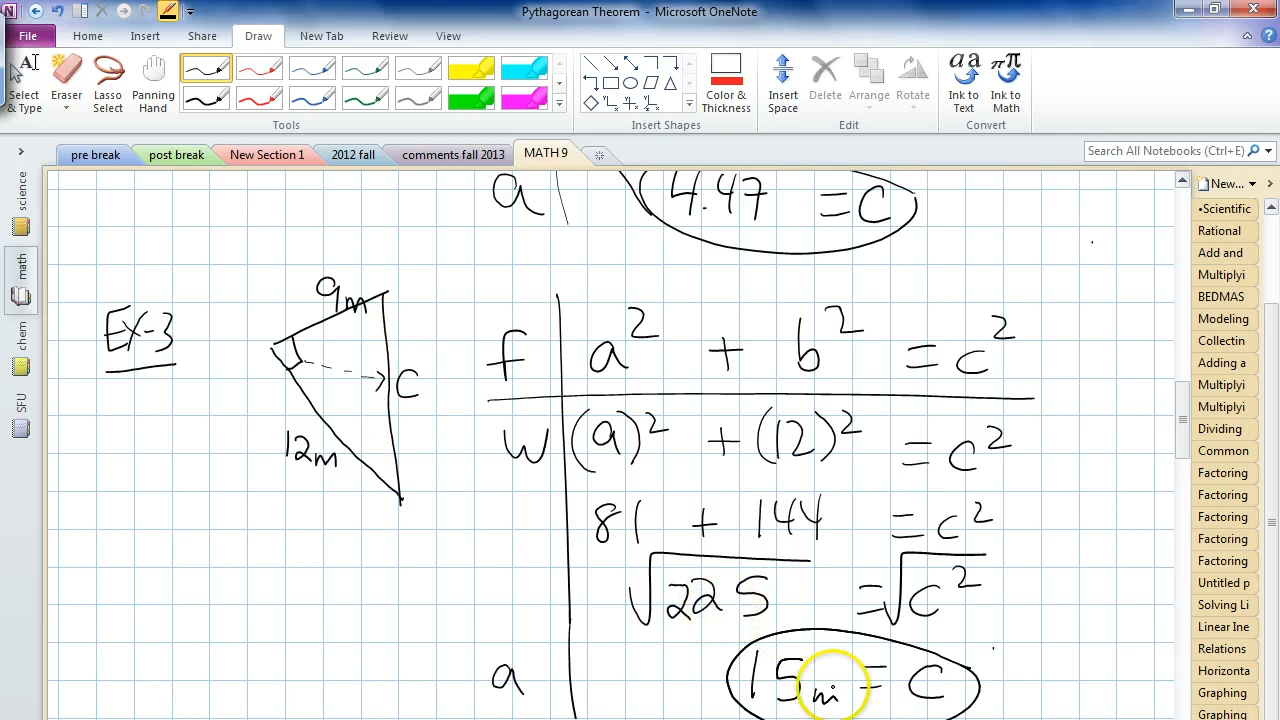 Pythagorean Theorem - Microsoft OneNote
File Home Insert Share Draw New Tab Review View
Select & Type Eraser Lasso Select Panning Hand Color & Thickness Insert Space Delete Arrange Rotate Ink to Text Ink to Math
Tools Insert Shapes Edit Convert
pre break post break New Section 1 2012 fall comments fall 2013 MATH 9 Search All Notebooks (Ctrl+E)
science
math
chem
SFU
a 4.47 = c
Ex-3
9m
c
12m
f a² + b² = c²
w (9)² + (12)² = c²
81 + 144 = c²
√225 = √c²
a 15m = c
New...
•Scientific
Rational
Add and
Multiplyi
BEDMAS
Modeling
Collectin
Adding a
Multiplyi
Multiplyi
Dividing
Common
Factoring
Factoring
Factoring
Factoring
Factoring
Untitled p
Solving Li
Linear Ine
Relations
Horizonta
Graphing
Graphing